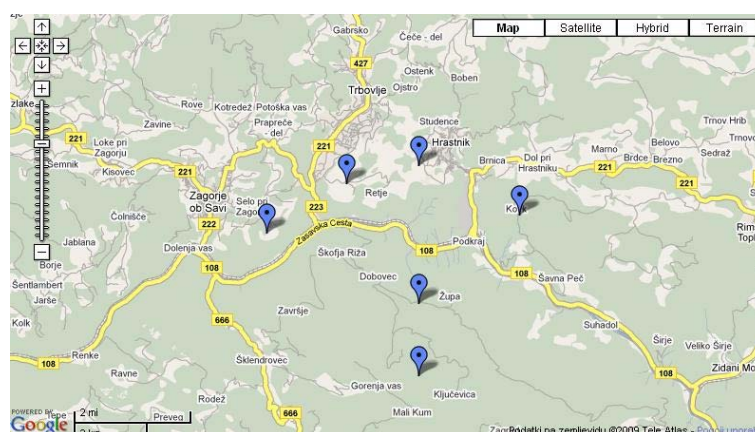 Map
Satellite
Hybrid
Terrain
Gabrsko
Čeče - del
427
Ostenk
Boben
Trbovlje
Ojstro
Rove
Kotredež
Potoška vas
Zavine
Prapreče
- del
Studence
221
221
Loke pri
Zagorju
Hrastnik
Trnov Hrib
Marno
Belovo
Trnovo
Semnik
Kisovec
221
Brnica
Dol pri
Hrastniku
221
Brdce
Brezno
Sedraž
Retje
221
Zagorje
ob Savi
Selo pri
223
Kovk
Čolnišče
222
Zasavska Cesta
Jablana
Dolenja vas
Škofja Riža
108
Podkraj
Borje
108
Dobovec
108
Šavna Peč
Šentlambert
Jarše
Župa
Kolk
666
Završje
Suhadol
Širje
Veliko Širje
Renke
108
Šklendrovec
Zidani Mo
Ravne
Gorenja vas
108
Ključevica
Rodež
Mali Kum
POWERED BY
Google
2 mi
Preveg
666
Podatki na zemljevidu ©2009 Tele Atlas - Pogoji uporab